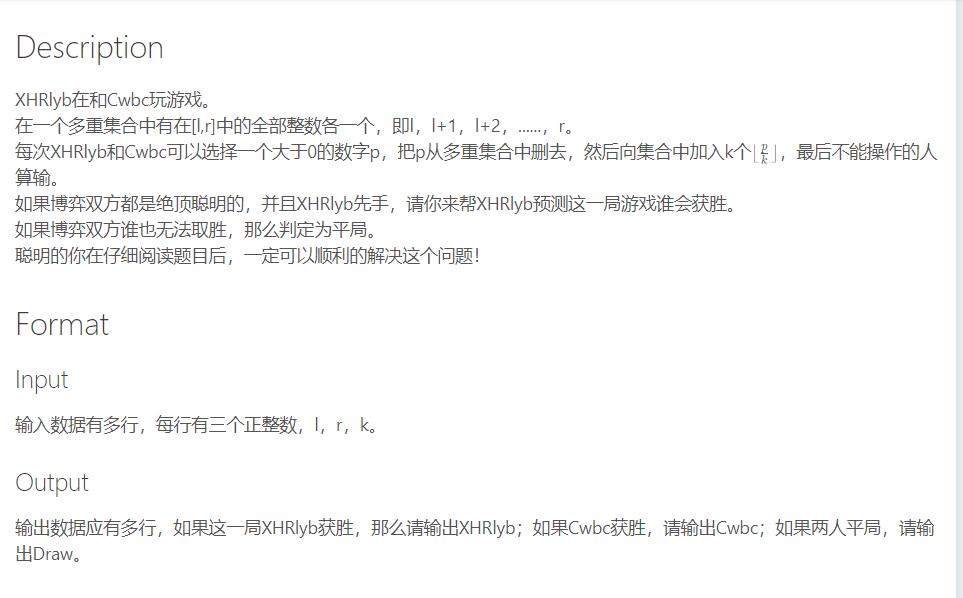 Description
XHRlyb在和Cwbc玩游戏。
在一个多重集合中有在[l,r]中的全部整数各一个，即l，l+1，l+2，……，r。
每次XHRlyb和Cwbc可以选择一个大于0的数字p，把p从多重集合中删去，然后向集合中加入k个⌊p/k⌋，最后不能操作的人
算输。
如果博弈双方都是绝顶聪明的，并且XHRlyb先手，请你来帮XHRlyb预测这一局游戏谁会获胜。
如果博弈双方谁也无法取胜，那么判定为平局。
聪明的你在仔细阅读题目后，一定可以顺利的解决这个问题！
Format
Input
输入数据有多行，每行有三个正整数，l，r，k。
Output
输出数据应有多行，如果这一局XHRlyb获胜，那么请输出XHRlyb；如果Cwbc获胜，请输出Cwbc；如果两人平局，请输
出Draw。